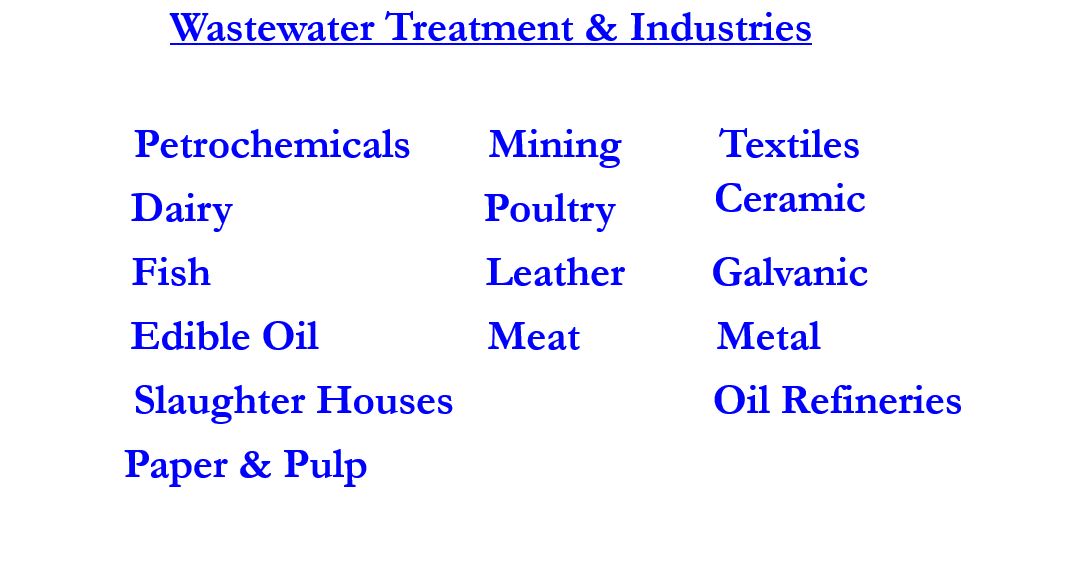 Wastewater Treatment & Industries
Petrochemicals Mining Textiles
Dairy Poultry Ceramic
Fish Leather Galvanic
Edible Oil Meat Metal
Slaughter Houses Oil Refineries
Paper & Pulp